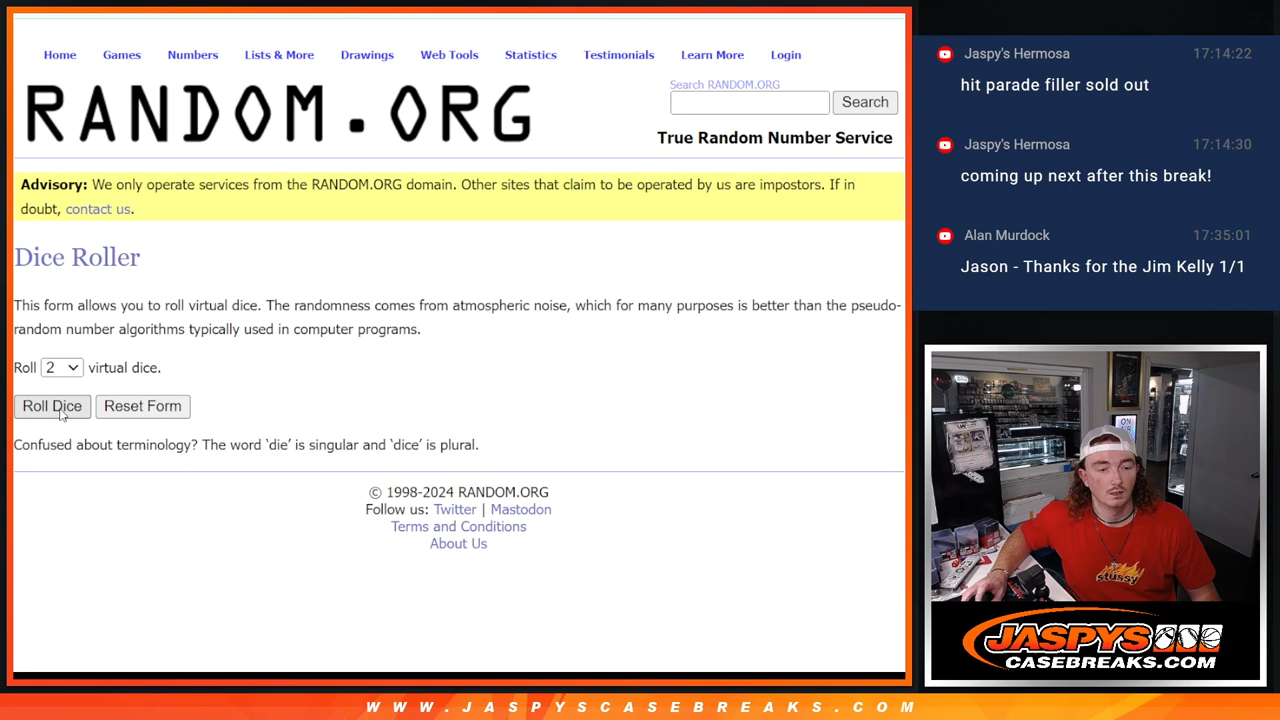 Home Games Numbers Lists & More Drawings Web Tools Statistics Testimonials Learn More Login
RANDOM.ORG
Search RANDOM.ORG
Search
True Random Number Service
Advisory: We only operate services from the RANDOM.ORG domain. Other sites that claim to be operated by us are impostors. If in
doubt, contact us.
Dice Roller
This form allows you to roll virtual dice. The randomness comes from atmospheric noise, which for many purposes is better than the pseudo-
random number algorithms typically used in computer programs.
Roll 2 virtual dice.
Roll Dice Reset Form
Confused about terminology? The word ‘die’ is singular and ‘dice’ is plural.
© 1998-2024 RANDOM.ORG
Follow us: Twitter | Mastodon
Terms and Conditions
About Us
Jaspy's Hermosa 17:14:22
hit parade filler sold out
Jaspy's Hermosa 17:14:30
coming up next after this break!
Alan Murdock 17:35:01
Jason - Thanks for the Jim Kelly 1/1
ON
AIR
stussy
JASPYS
CASEBREAKS.COM
WWW.JASPYSCASEBREAKS.COM